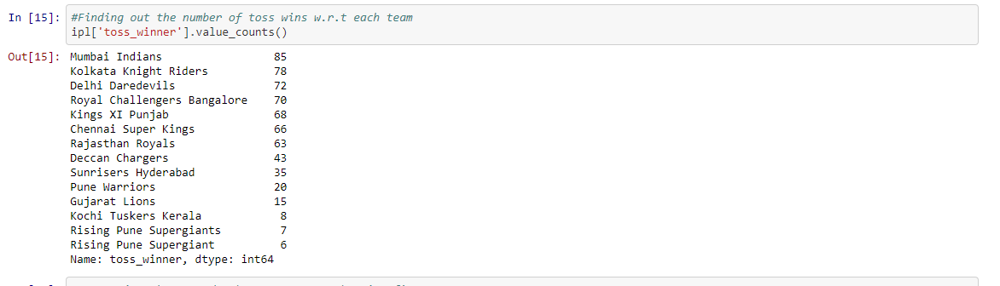 In [15]: #Finding out the number of toss wins w.r.t each team
ipl['toss_winner'].value_counts()
Out[15]: Mumbai Indians 85
Kolkata Knight Riders 78
Delhi Daredevils 72
Royal Challengers Bangalore 70
Kings XI Punjab 68
Chennai Super Kings 66
Rajasthan Royals 63
Deccan Chargers 43
Sunrisers Hyderabad 35
Pune Warriors 20
Gujarat Lions 15
Kochi Tuskers Kerala 8
Rising Pune Supergiants 7
Rising Pune Supergiant 6
Name: toss_winner, dtype: int64